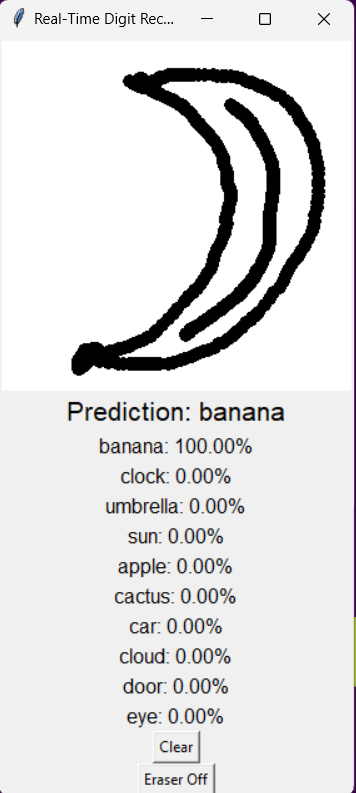 Real-Time Digit Rec...
Prediction: banana
banana: 100.00%
clock: 0.00%
umbrella: 0.00%
sun: 0.00%
apple: 0.00%
cactus: 0.00%
car: 0.00%
cloud: 0.00%
door: 0.00%
eye: 0.00%
Clear
Eraser Off